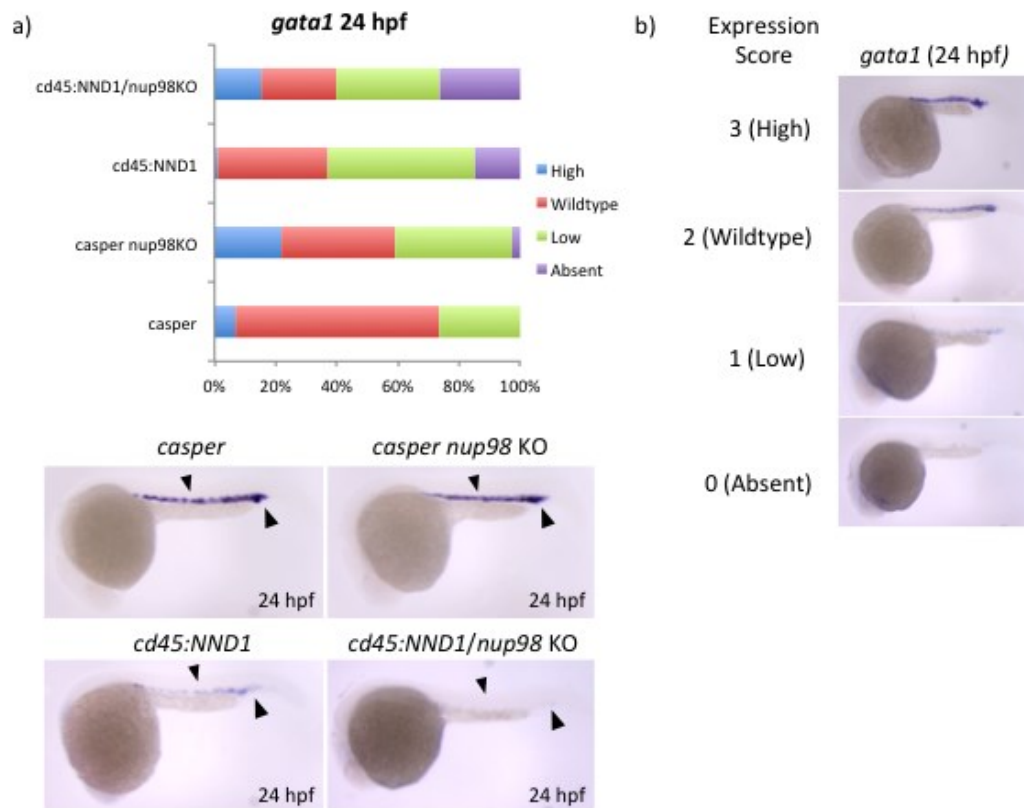 a)
gata1 24 hpf
cd45:NND1/nup98KO
cd45:NND1
casper nup98KO
casper
0% 20% 40% 60% 80% 100%
High
Wildtype
Low
Absent
casper
casper nup98 KO
24 hpf
24 hpf
cd45:NND1
cd45:NND1/nup98 KO
24 hpf
24 hpf
b)
Expression
Score
gata1 (24 hpf)
3 (High)
2 (Wildtype)
1 (Low)
0 (Absent)